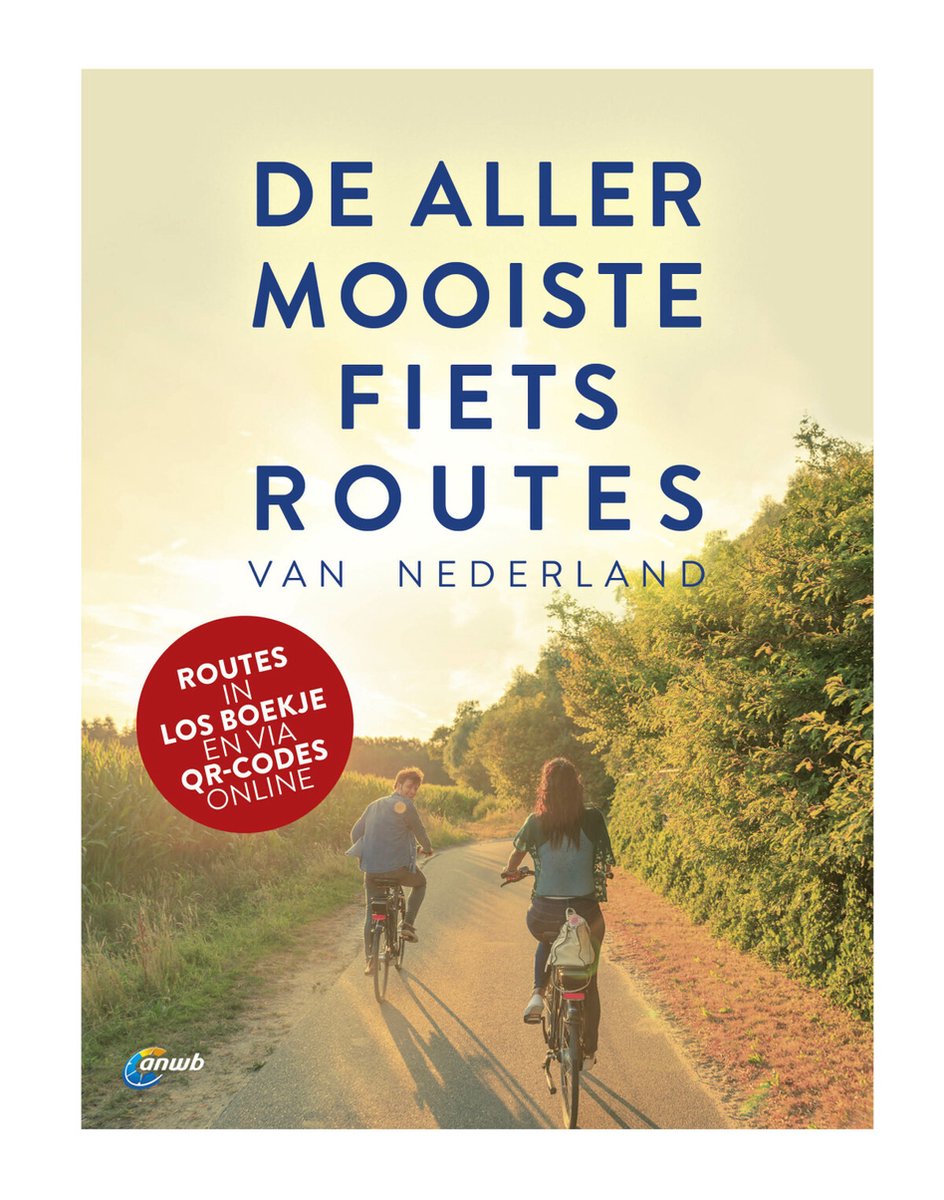 DE ALLER
MOOISTE
FIETS
ROUTES
VAN NEDERLAND
ROUTES
IN
LOS BOEKJE
EN VIA
QR-CODES
ONLINE
anwb